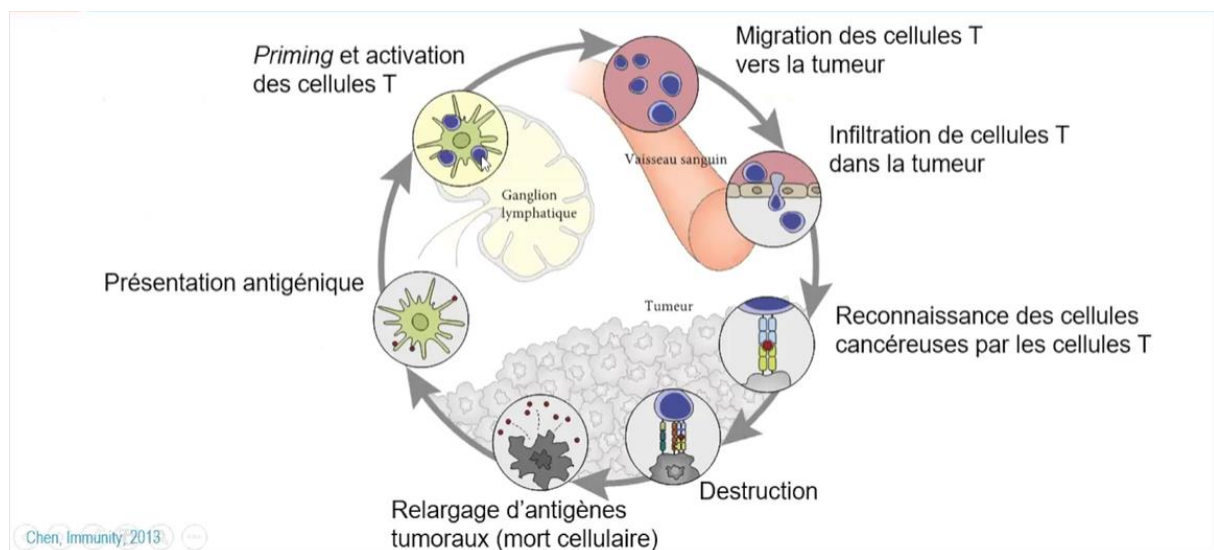 Priming et activation
des cellules T
Migration des cellules T
vers la tumeur
Infiltration de cellules T
dans la tumeur
Vaisseau sanguin
Ganglion
lymphatique
Présentation antigénique
Tumeur
Reconnaissance des cellules
cancéreuses par les cellules T
Destruction
Relargage d'antigènes
tumoraux (mort cellulaire)
Chen, Immunity, 2013